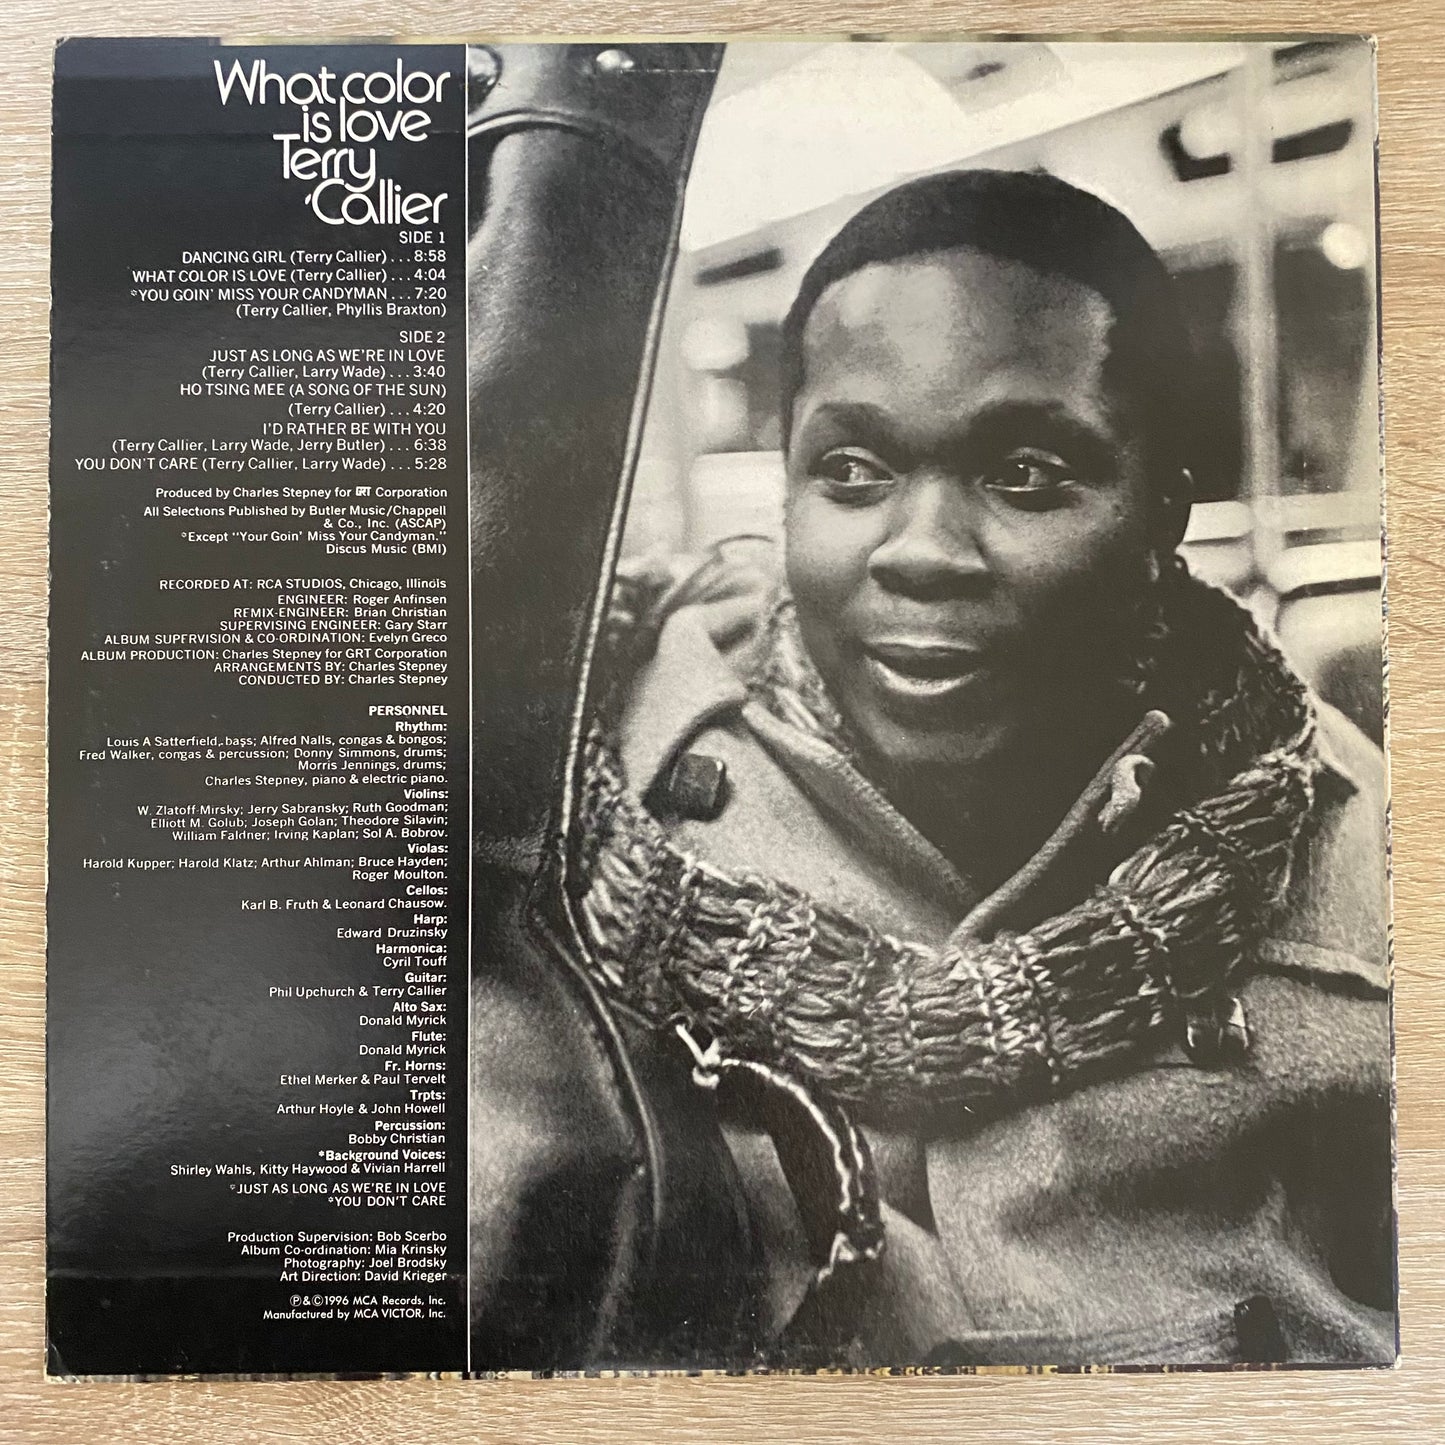 What color
is love
Terry
Callier
SIDE 1
DANCING GIRL (Terry Callier) . . . 8:58
WHAT COLOR IS LOVE (Terry Callier) . . . 4:04
*YOU GOIN' MISS YOUR CANDYMAN . . . 7:20
(Terry Callier, Phyllis Braxton)
SIDE 2
JUST AS LONG AS WE'RE IN LOVE
(Terry Callier, Larry Wade) . . . 3:40
HO TSING MEE (A SONG OF THE SUN)
(Terry Callier) . . . 4:20
I'D RATHER BE WITH YOU
(Terry Callier, Larry Wade, Jerry Butler) . . . 6:38
YOU DON'T CARE (Terry Callier, Larry Wade) . . . 5:28
Produced by Charles Stepney for GRT Corporation
All Selections Published by Butler Music/Chappell
& Co., Inc. (ASCAP)
*Except "Your Goin' Miss Your Candyman."
Discus Music (BMI)
RECORDED AT: RCA STUDIOS, Chicago, Illinois
ENGINEER: Roger Anfinsen
REMIX-ENGINEER: Brian Christian
SUPERVISING ENGINEER: Gary Starr
ALBUM SUPERVISION & CO-ORDINATION: Evelyn Greco
ALBUM PRODUCTION: Charles Stepney for GRT Corporation
ARRANGEMENTS BY: Charles Stepney
CONDUCTED BY: Charles Stepney
PERSONNEL
Rhythm:
Louis A Satterfield, bass; Alfred Nalls, congas & bongos;
Fred Walker, congas & percussion; Donny Simmons, drums;
Morris Jennings, drums;
Charles Stepney, piano & electric piano.
Violins:
W. Zlatoff-Mirsky; Jerry Sabransky; Ruth Goodman;
Elliott M. Golub; Joseph Golan; Theodore Silavin;
William Faldner; Irving Kaplan; Sol A. Bobrov.
Violas:
Harold Kupper; Harold Klatz; Arthur Ahlman; Bruce Hayden;
Roger Moulton.
Cellos:
Karl B. Fruth & Leonard Chausow.
Harp:
Edward Druzinsky
Harmonica:
Cyril Touff
Guitar:
Phil Upchurch & Terry Callier
Alto Sax:
Donald Myrick
Flute:
Donald Myrick
Fr. Horns:
Ethel Merker & Paul Tervelt
Trpts:
Arthur Hoyle & John Howell
Percussion:
Bobby Christian
*Background Voices:
Shirley Wahls, Kitty Haywood & Vivian Harrell
*JUST AS LONG AS WE'RE IN LOVE
*YOU DON'T CARE
Production Supervision: Bob Scerbo
Album Co-ordination: Mia Krinsky
Photography: Joel Brodsky
Art Direction: David Krieger
℗&©1996 MCA Records, Inc.
Manufactured by MCA VICTOR, Inc.